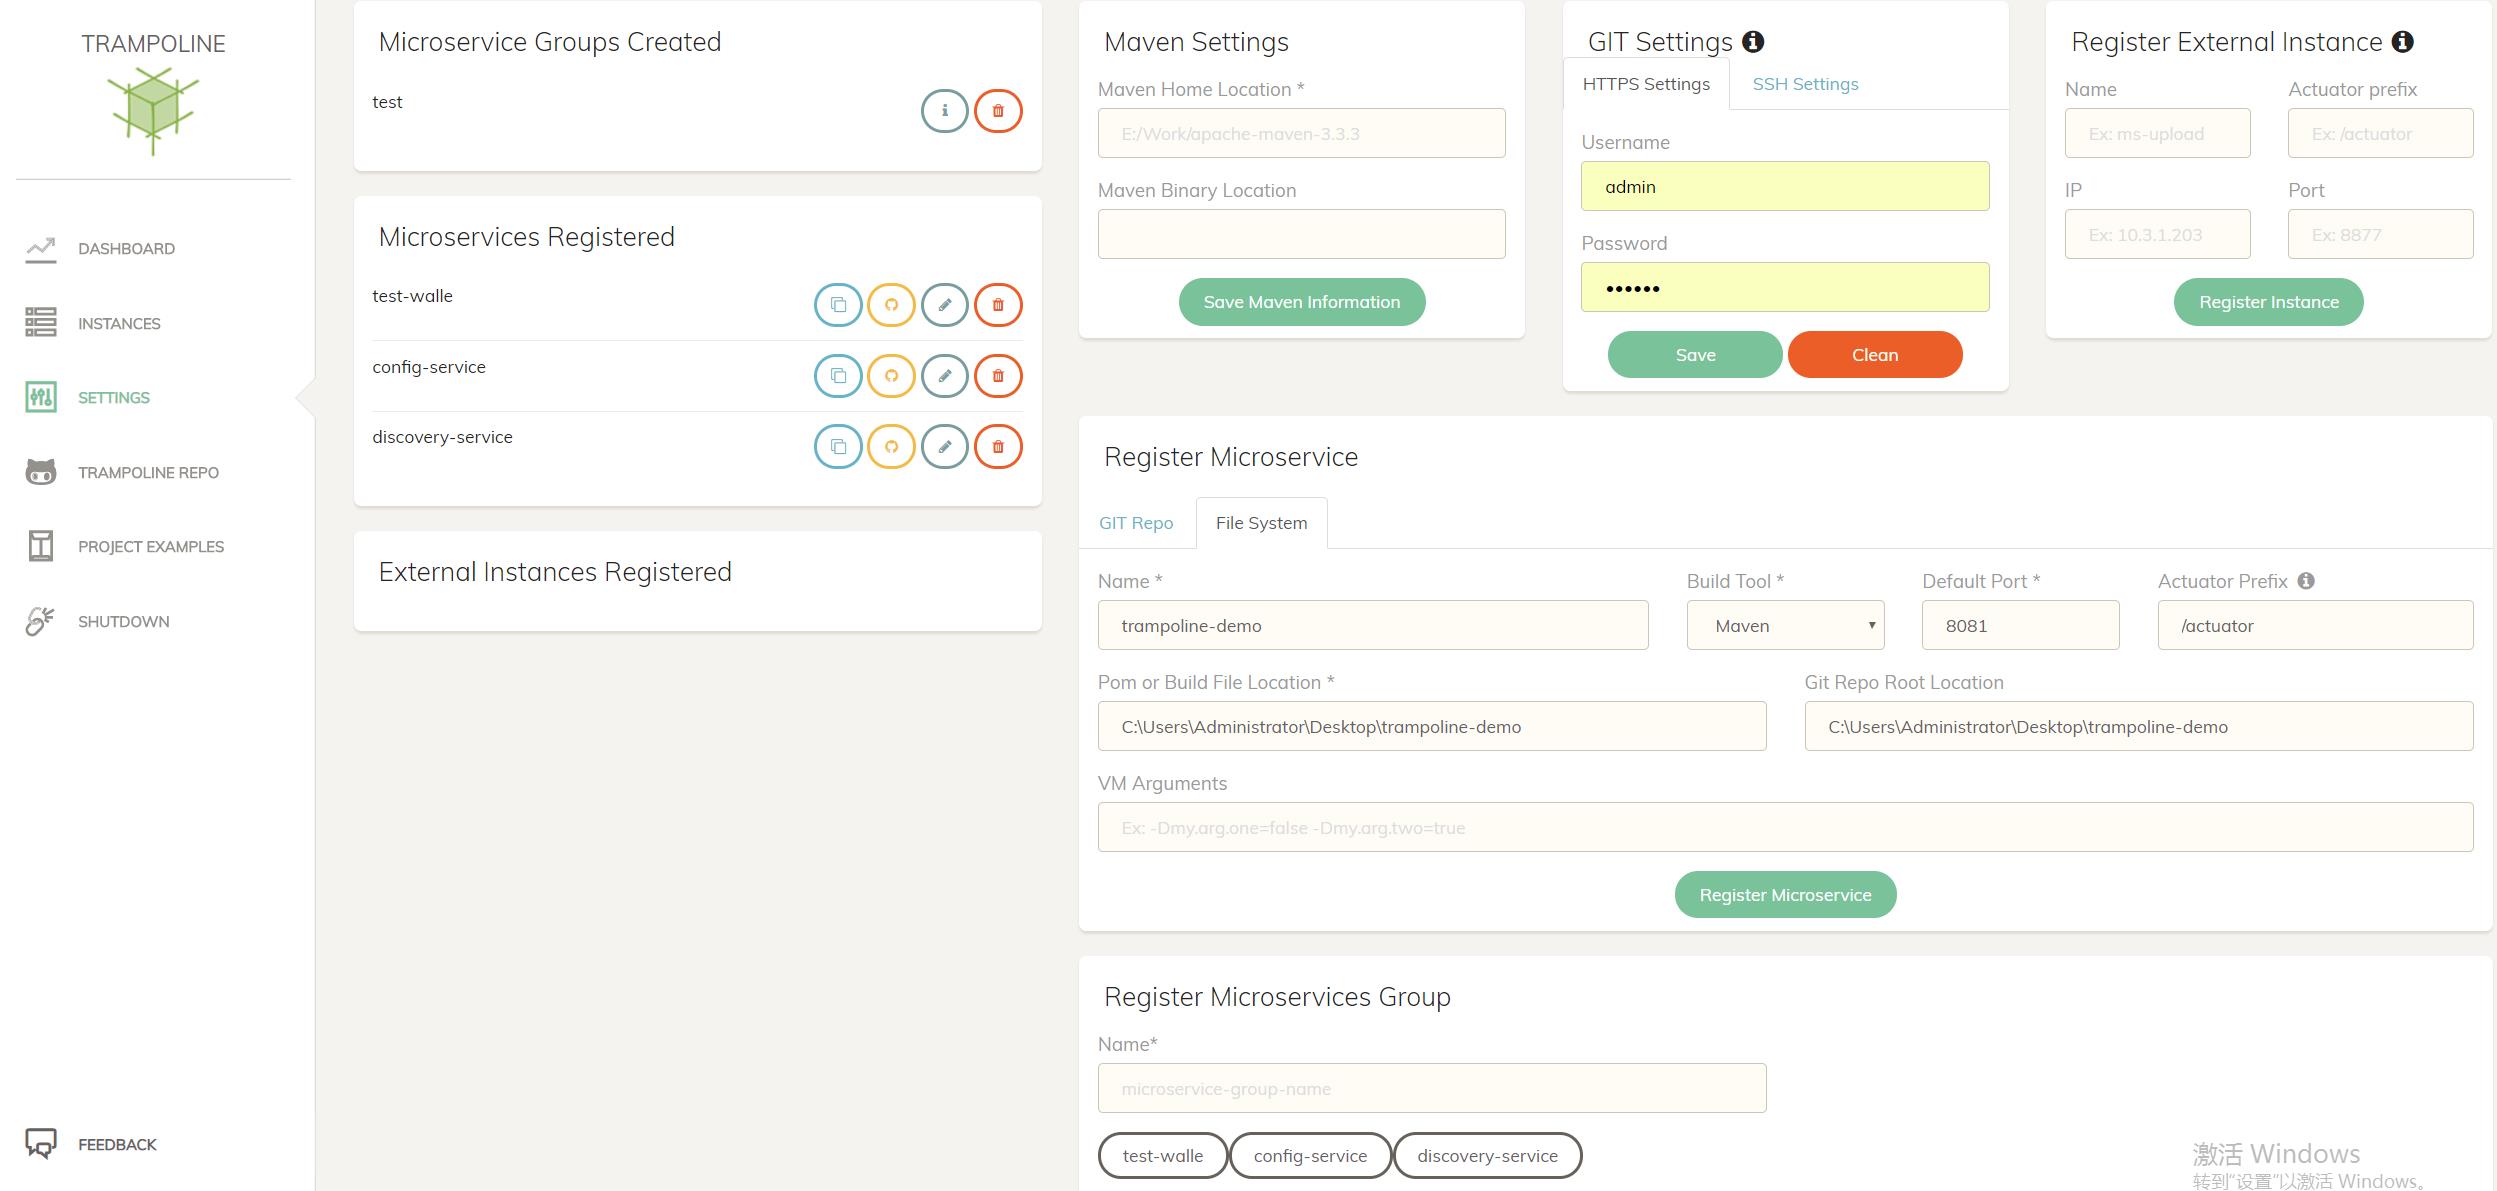 TRAMPOLINE
DASHBOARD
INSTANCES
SETTINGS
TRAMPOLINE REPO
PROJECT EXAMPLES
SHUTDOWN
FEEDBACK
Microservice Groups Created
test
Microservices Registered
test-walle
config-service
discovery-service
External Instances Registered
Maven Settings
Maven Home Location *
E:/Work/apache-maven-3.3.3
Maven Binary Location
Save Maven Information
GIT Settings
HTTPS Settings SSH Settings
Username
admin
Password
••••••
Save Clean
Register External Instance
Name Actuator prefix
Ex: ms-upload Ex: /actuator
IP Port
Ex: 10.3.1.203 Ex: 8877
Register Instance
Register Microservice
GIT Repo File System
Name * Build Tool * Default Port * Actuator Prefix
trampoline-demo Maven 8081 /actuator
Pom or Build File Location * Git Repo Root Location
C:\Users\Administrator\Desktop\trampoline-demo C:\Users\Administrator\Desktop\trampoline-demo
VM Arguments
Ex: -Dmy.arg.one=false -Dmy.arg.two=true
Register Microservice
Register Microservices Group
Name*
microservice-group-name
test-walle config-service discovery-service
激活 Windows
转到"设置"以激活 Windows。